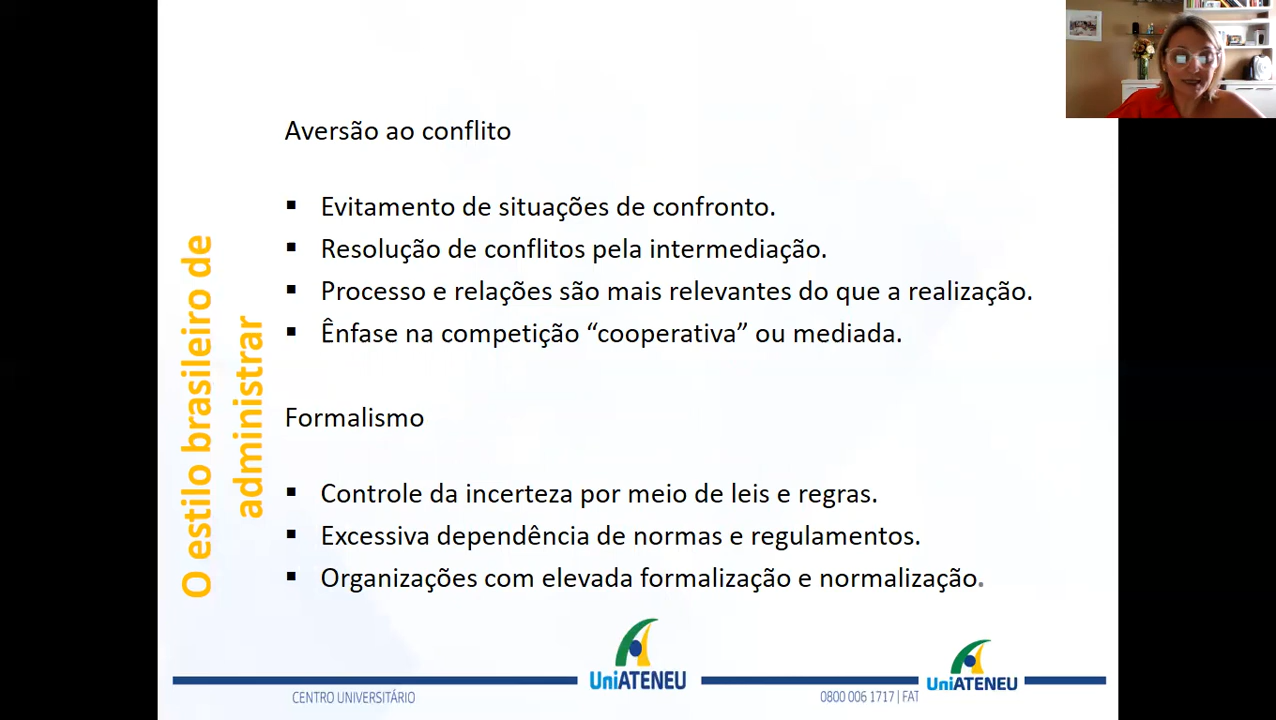 Aversão ao conflito
▪ Evitamento de situações de confronto.
▪ Resolução de conflitos pela intermediação.
▪ Processo e relações são mais relevantes do que a realização.
▪ Ênfase na competição “cooperativa” ou mediada.
O estilo brasileiro de
administrar
Formalismo
▪ Controle da incerteza por meio de leis e regras.
▪ Excessiva dependência de normas e regulamentos.
▪ Organizações com elevada formalização e normalização.
UniATENEU
UniATENEU
CENTRO UNIVERSITÁRIO
0800 006 1717 | FAT